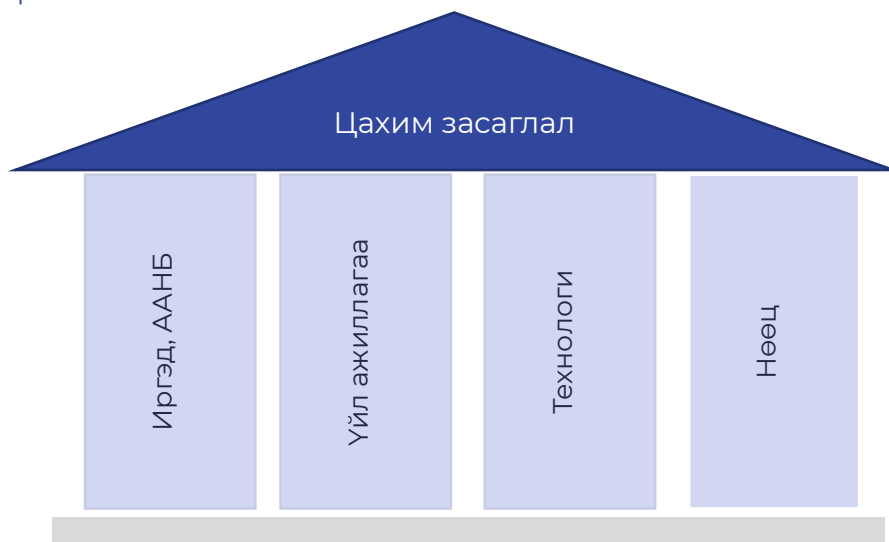 Цахим засаглал
Иргэд, ААНБ
Үйл ажиллагаа
Технологи
Нөөц